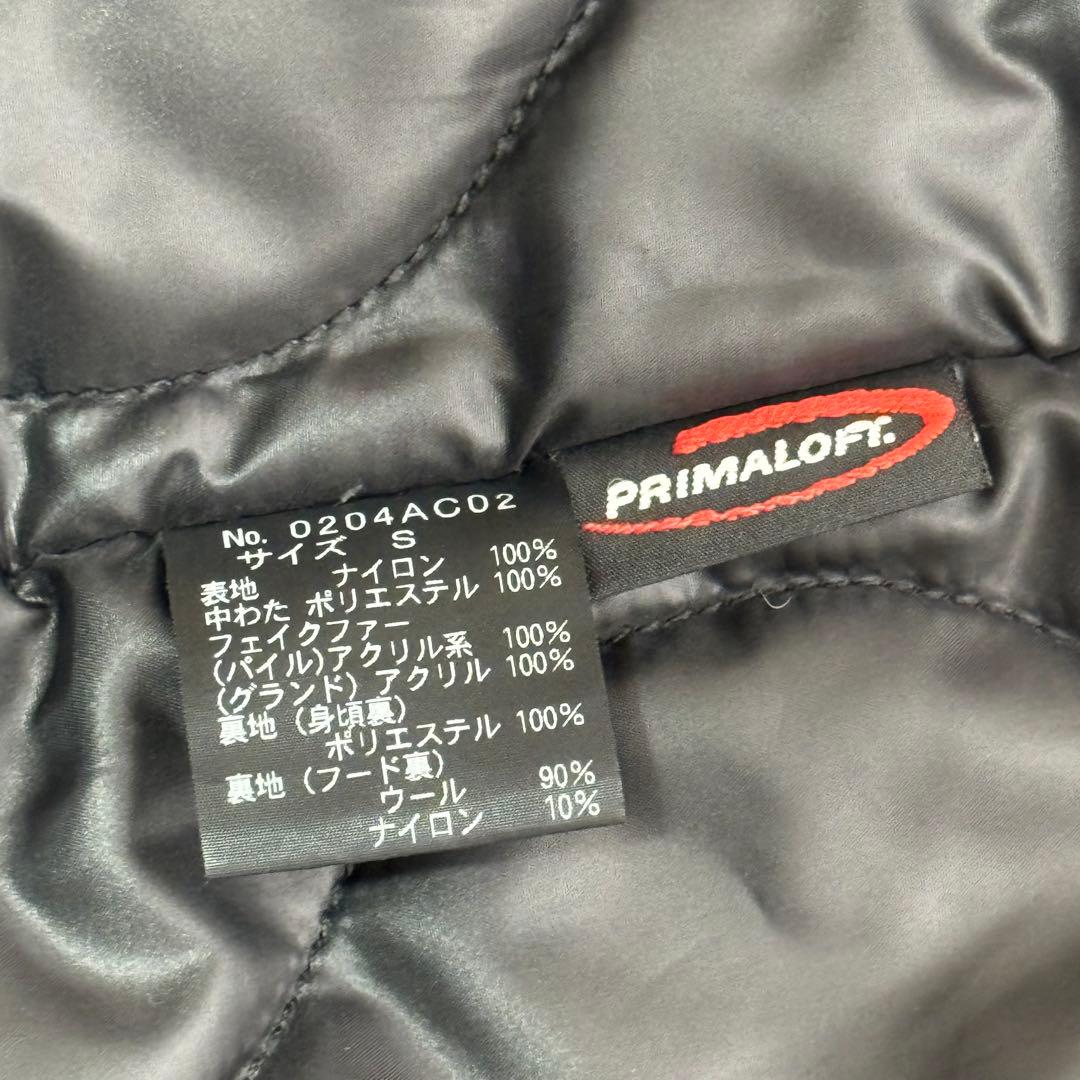 No. 0204AC02
サイズ S
表地 ナイロン 100%
中わた ポリエステル 100%
フェイクファー
(パイル)アクリル系 100%
(グランド) アクリル 100%
裏地 (身頃裏)
ポリエステル 100%
裏地 (フード裏)
ウール 90%
ナイロン 10%
PRIMALOFT.